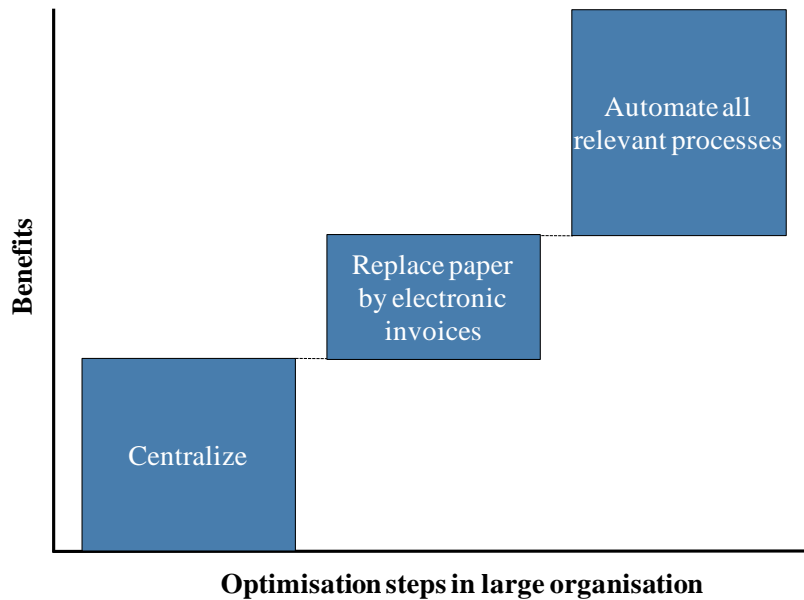 Automate all
relevant processes
Replace paper
by electronic
invoices
Centralize
Benefits
Optimisation steps in large organisation